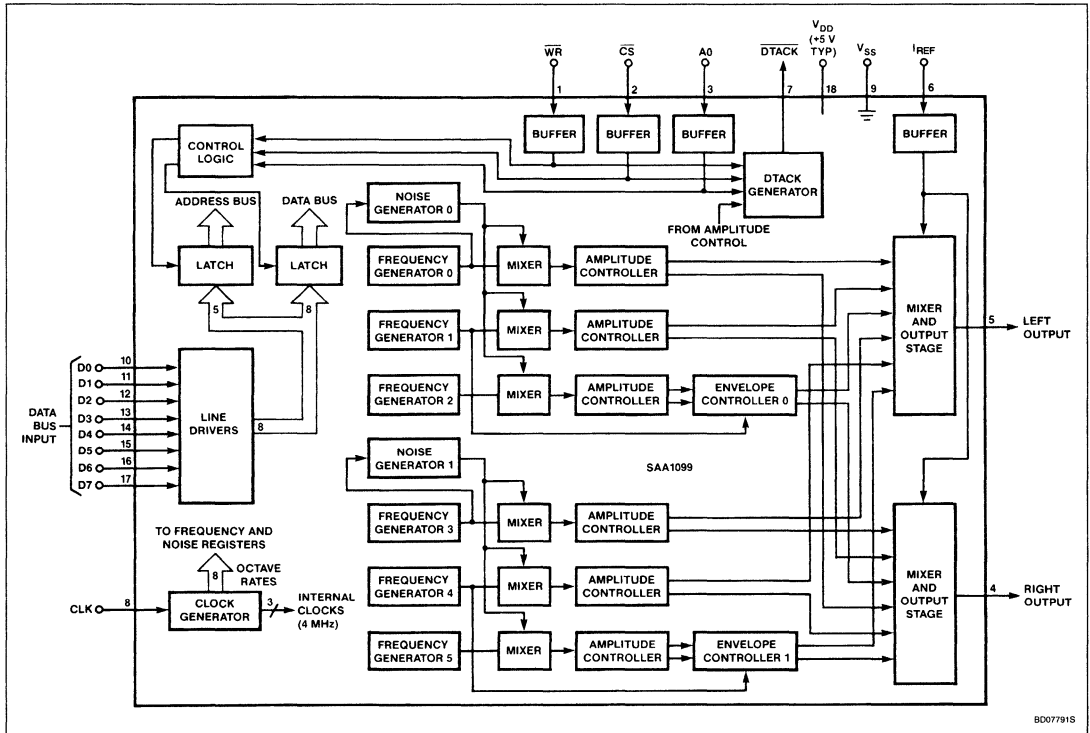 WR
CS
A0
DTACK
VDD
(+5 V
TYP)
VSS
IREF
1
2
3
7
18
9
6
BUFFER
BUFFER
BUFFER
BUFFER
CONTROL
LOGIC
DTACK
GENERATOR
FROM AMPLITUDE
CONTROL
ADDRESS BUS
DATA BUS
LATCH
LATCH
5
8
NOISE
GENERATOR 0
FREQUENCY
GENERATOR 0
MIXER
AMPLITUDE
CONTROLLER
FREQUENCY
GENERATOR 1
MIXER
AMPLITUDE
CONTROLLER
FREQUENCY
GENERATOR 2
MIXER
AMPLITUDE
CONTROLLER
ENVELOPE
CONTROLLER 0
MIXER
AND
OUTPUT
STAGE
5
LEFT
OUTPUT
DATA
BUS
INPUT
D0
D1
D2
D3
D4
D5
D6
D7
10
11
12
13
14
15
16
17
LINE
DRIVERS
8
NOISE
GENERATOR 1
SAA1099
FREQUENCY
GENERATOR 3
MIXER
AMPLITUDE
CONTROLLER
FREQUENCY
GENERATOR 4
MIXER
AMPLITUDE
CONTROLLER
FREQUENCY
GENERATOR 5
MIXER
AMPLITUDE
CONTROLLER
ENVELOPE
CONTROLLER 1
MIXER
AND
OUTPUT
STAGE
4
RIGHT
OUTPUT
TO FREQUENCY AND
NOISE REGISTERS
8
OCTAVE
RATES
CLK
8
CLOCK
GENERATOR
3
INTERNAL
CLOCKS
(4 MHz)
BD07791S